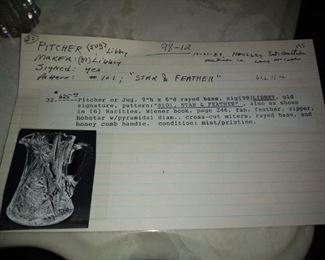 33
PITCHER (509) Libbey 98-12
MAKER: (89) Libbey
Signed: yes
Pattern: #101; "STAR & FEATHER"
32. Pitcher or Jug. 9"h x 6"d rayed base, sig(98)LIBBEY, old
signature, pattern:"#101, STAR & FEATHER", also as shown
in [6] Rarities, Wiener book, page 246, fan, feather, zipper,
hobstar w/pyramidal diam., cross-cut miters, rayed base, and
honey comb handle. condition: mint/pristine.